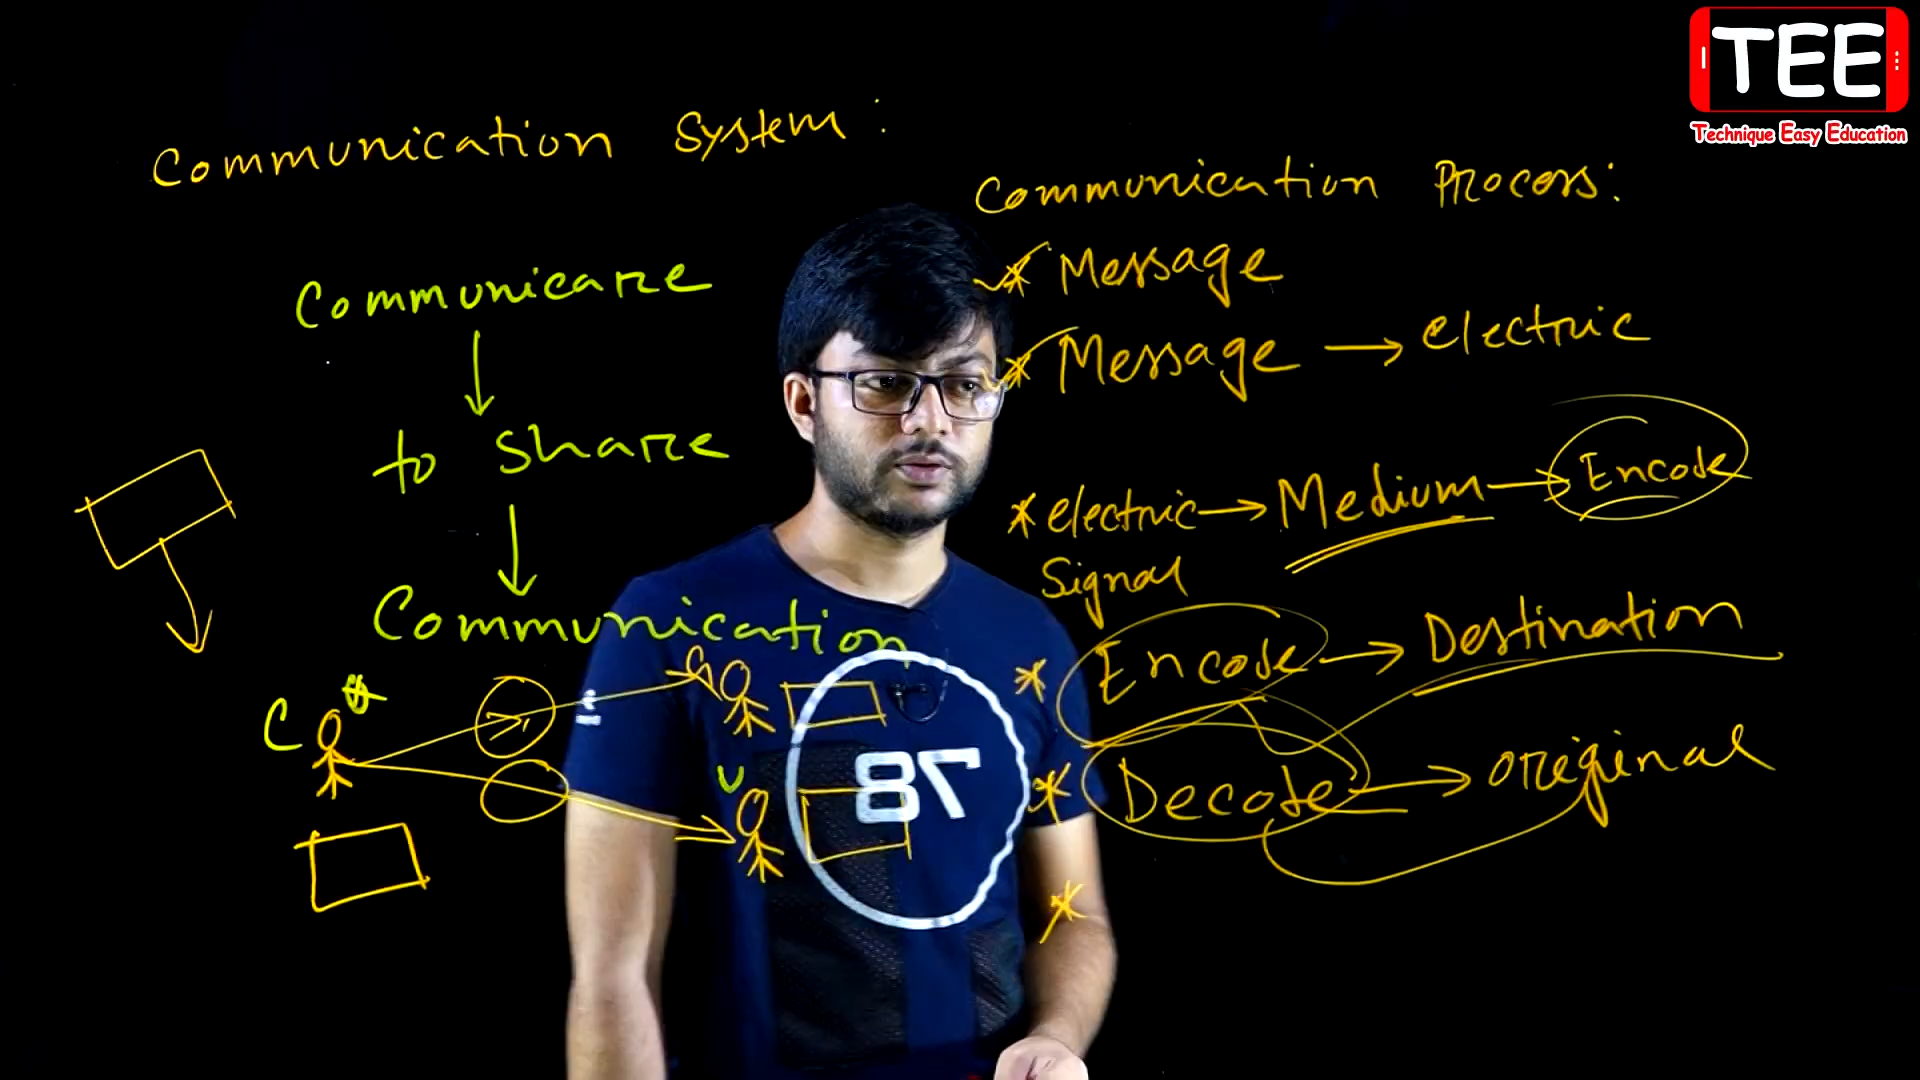 TEE
Technique Easy Education
Communication System:
Communicare
to share
Communication
C
U
Communication Process:
* Message
* Message → electric
* electric → Medium → Encode
Signal
* Encode → Destination
* Decode → original
*
78